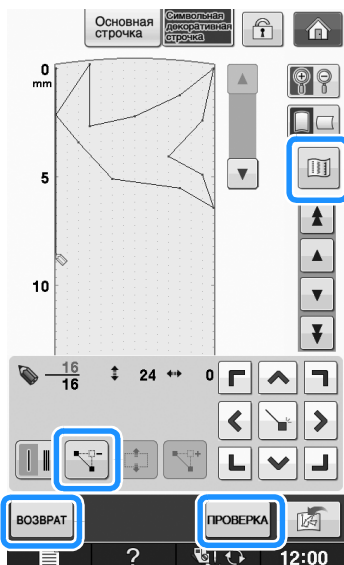 Основная
строчка
Символьная
декоративная
строчка
0
mm
5
10
16
16
24
0
ВОЗВРАТ
ПРОВЕРКА
?
12:00